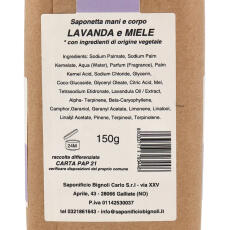 Saponetta mani e corpo
LAVANDA e MIELE
* con ingredienti di origine vegetale
Ingredients: Sodium Palmate, Sodium Palm
Kernelate, Aqua (Water), Parfum (Fragrance), Palm
Kernel Acid, Sodium Chloride, Glycerin,
Coco-Glucoside, Glyceryl Oleate, Citric Acid, Mel,
Tetrasodium Etidronate, Lavandula Oil / Extract,
Alpha- Terpinene, Beta-Caryophyllene,
Camphor, Geraniol, Geranyl Acetate, Limonene, Linalool,
Linalyl Acetate, Pinene, Terpineol, Terpinolene.
150g
24M
raccolta differenziata
CARTA PAP 21
verificare disposizioni del proprio comune
Saponificio Bignoli Carlo S.r.l - via XXV
Aprile, 43 - 28066 Galliate (NO)
P.iva 01142530037
tel 0321861643 - info@saponificiobignoli.it